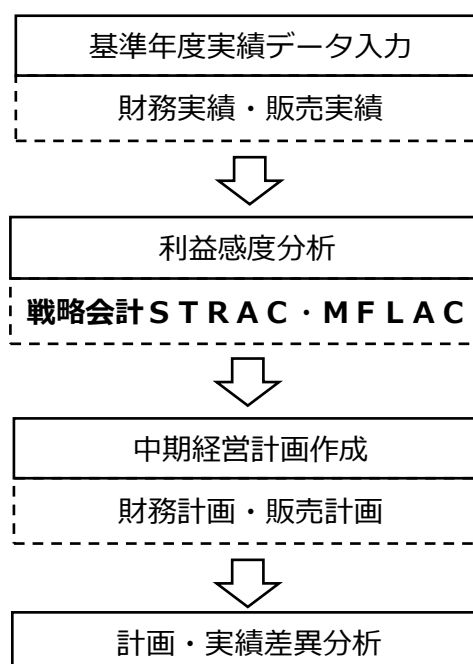 基準年度実績データ入力
財務実績・販売実績
利益感度分析
戦略会計ＳＴＲＡＣ・ＭＦＬＡＣ
中期経営計画作成
財務計画・販売計画
計画・実績差異分析